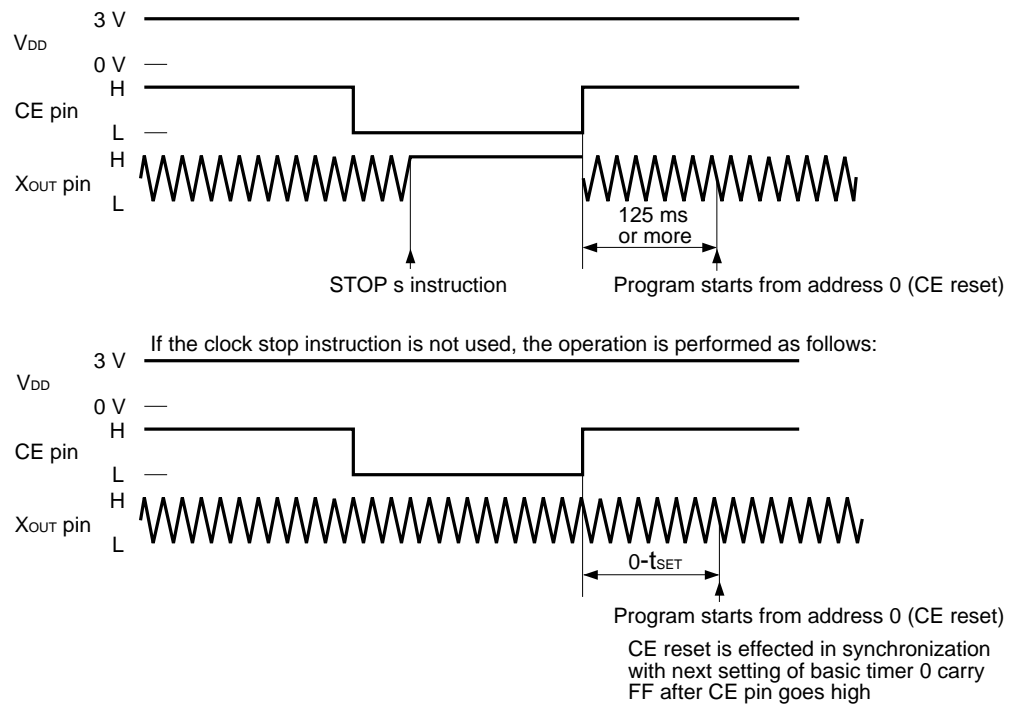 3 V
VDD
0 V
H
CE pin
L
H
XOUT pin
L
125 ms
or more
STOP s instruction
Program starts from address 0 (CE reset)
If the clock stop instruction is not used, the operation is performed as follows:
3 V
VDD
0 V
H
CE pin
L
H
XOUT pin
L
0-tSET
Program starts from address 0 (CE reset)
CE reset is effected in synchronization
with next setting of basic timer 0 carry
FF after CE pin goes high